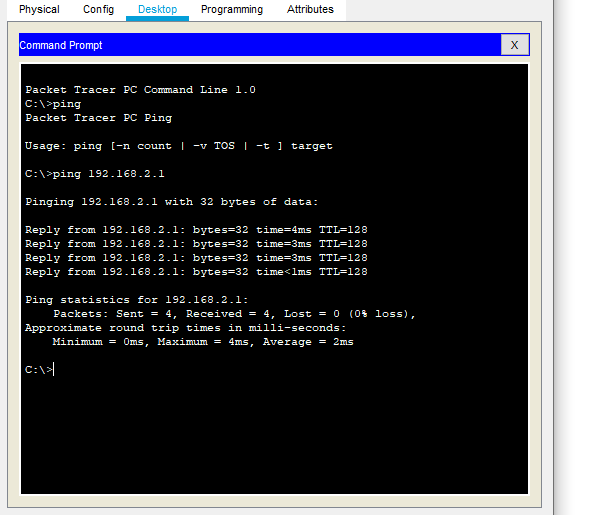 Physical Config Desktop Programming Attributes
Command Prompt X
Packet Tracer PC Command Line 1.0
C:\>ping
Packet Tracer PC Ping
Usage: ping [-n count | -v TOS | -t ] target
C:\>ping 192.168.2.1
Pinging 192.168.2.1 with 32 bytes of data:
Reply from 192.168.2.1: bytes=32 time=4ms TTL=128
Reply from 192.168.2.1: bytes=32 time=3ms TTL=128
Reply from 192.168.2.1: bytes=32 time=3ms TTL=128
Reply from 192.168.2.1: bytes=32 time<1ms TTL=128
Ping statistics for 192.168.2.1:
Packets: Sent = 4, Received = 4, Lost = 0 (0% loss),
Approximate round trip times in milli-seconds:
Minimum = 0ms, Maximum = 4ms, Average = 2ms
C:\>